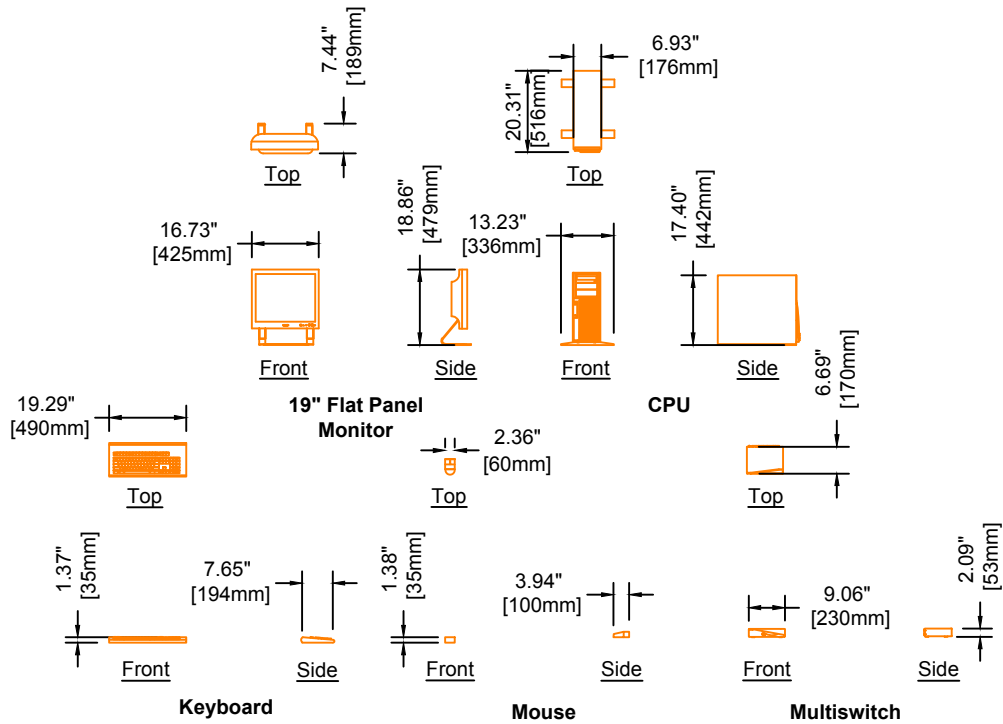 7.44"
[189mm]
Top
16.73"
[425mm]
Front
18.86"
[479mm]
Side
19" Flat Panel
Monitor
6.93"
[176mm]
20.31"
[516mm]
Top
13.23"
[336mm]
Front
17.40"
[442mm]
Side
CPU
19.29"
[490mm]
Top
1.37"
[35mm]
Front
7.65"
[194mm]
Side
Keyboard
2.36"
[60mm]
Top
1.38"
[35mm]
Front
3.94"
[100mm]
Side
Mouse
6.69"
[170mm]
Top
9.06"
[230mm]
Front
2.09"
[53mm]
Side
Multiswitch